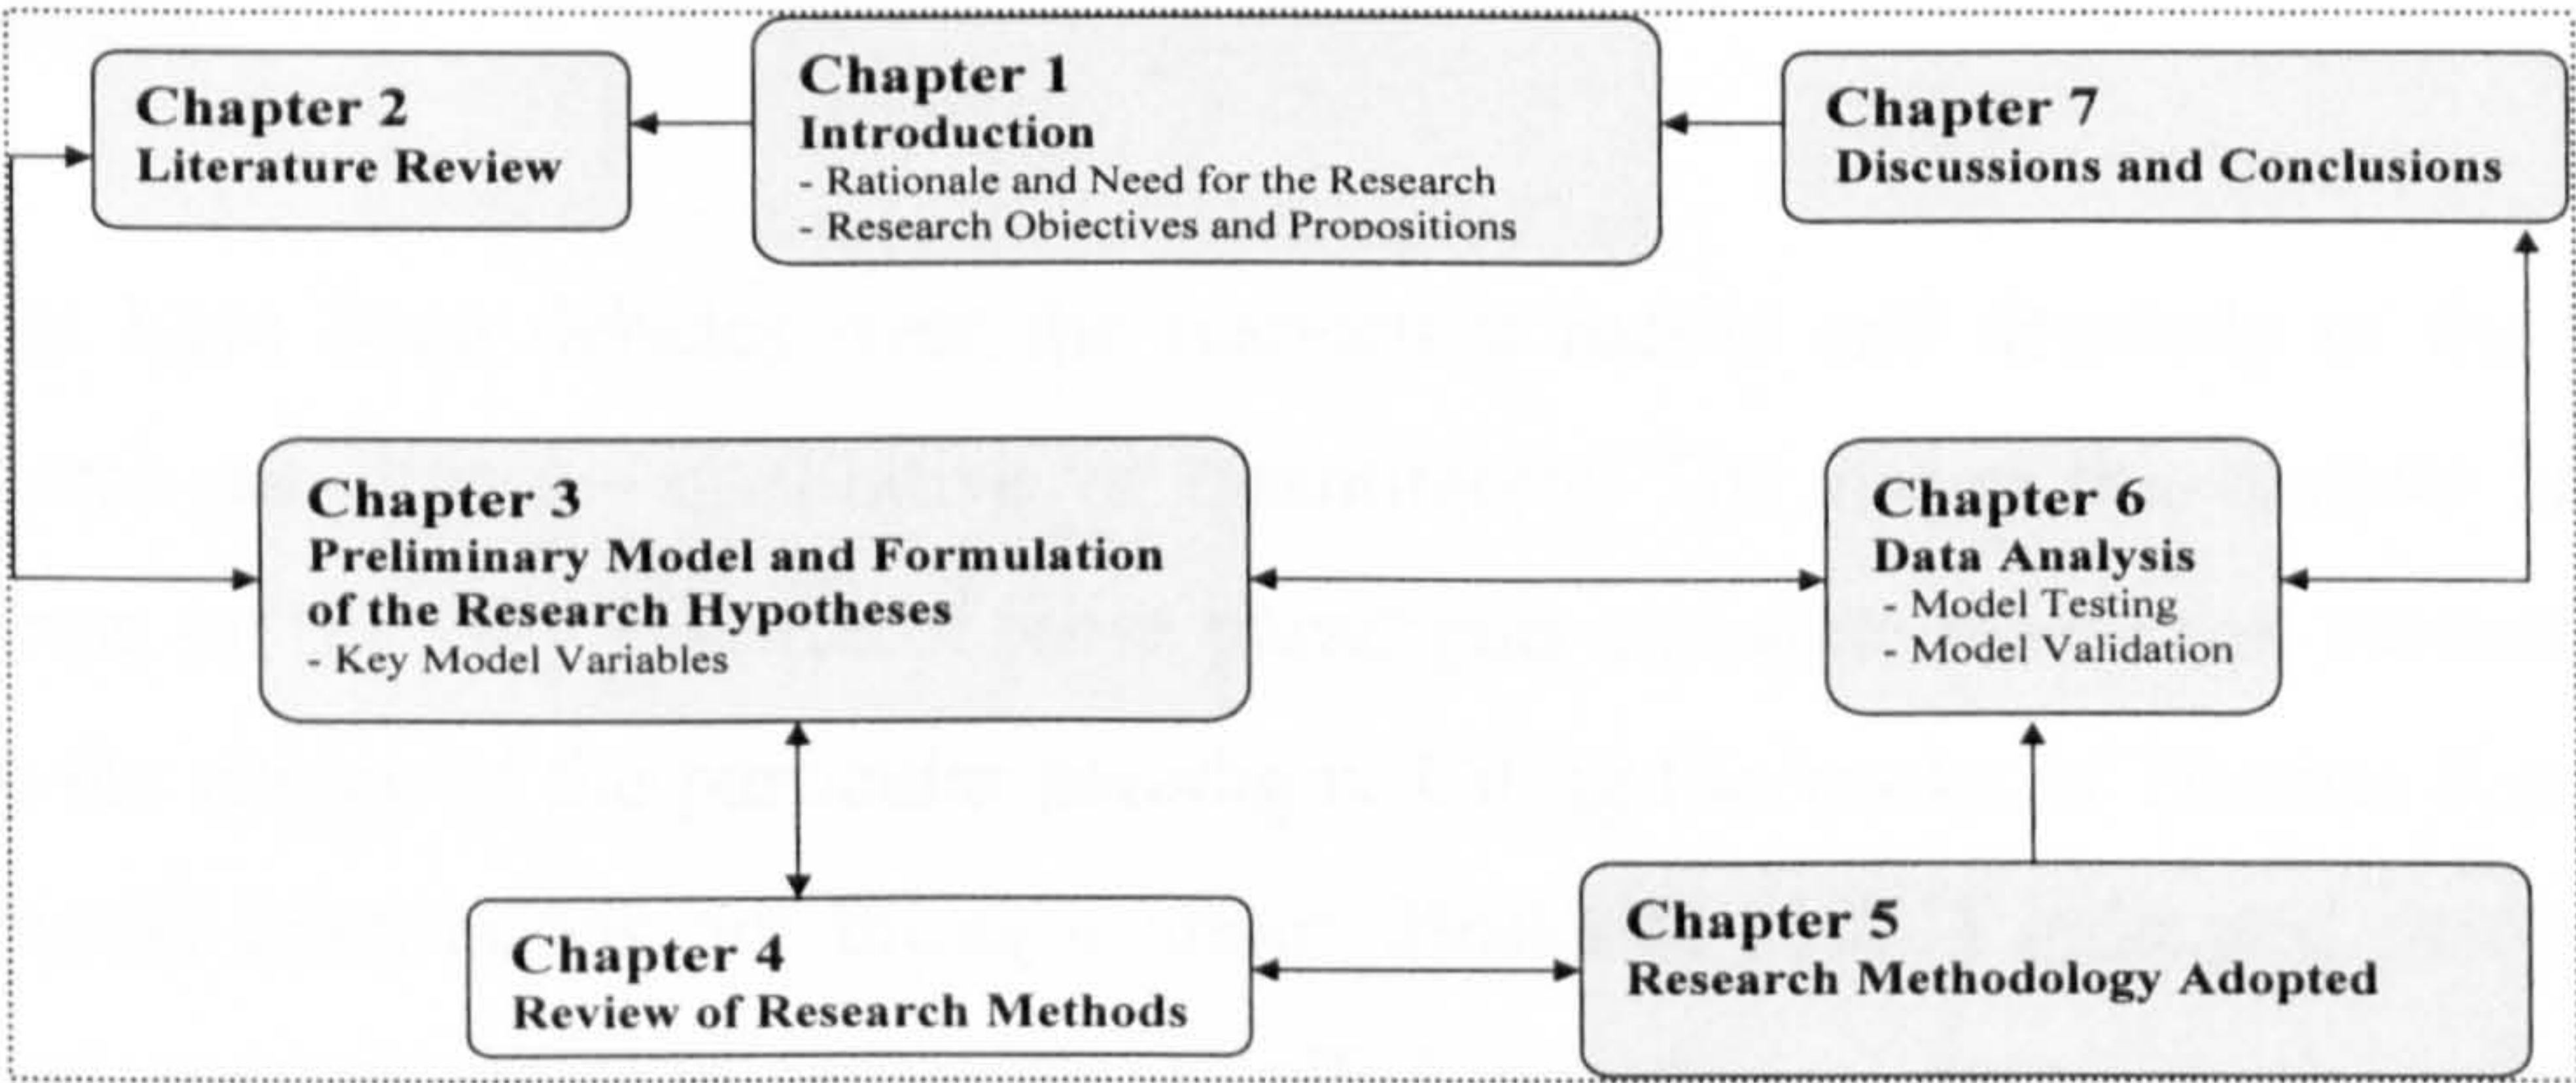 Chapter 2
Literature Review
Chapter 1
Introduction
- Rationale and Need for the Research
- Research Objectives and Propositions
Chapter 7
Discussions and Conclusions
Chapter 3
Preliminary Model and Formulation
of the Research Hypotheses
- Key Model Variables
Chapter 6
Data Analysis
- Model Testing
- Model Validation
Chapter 4
Review of Research Methods
Chapter 5
Research Methodology Adopted